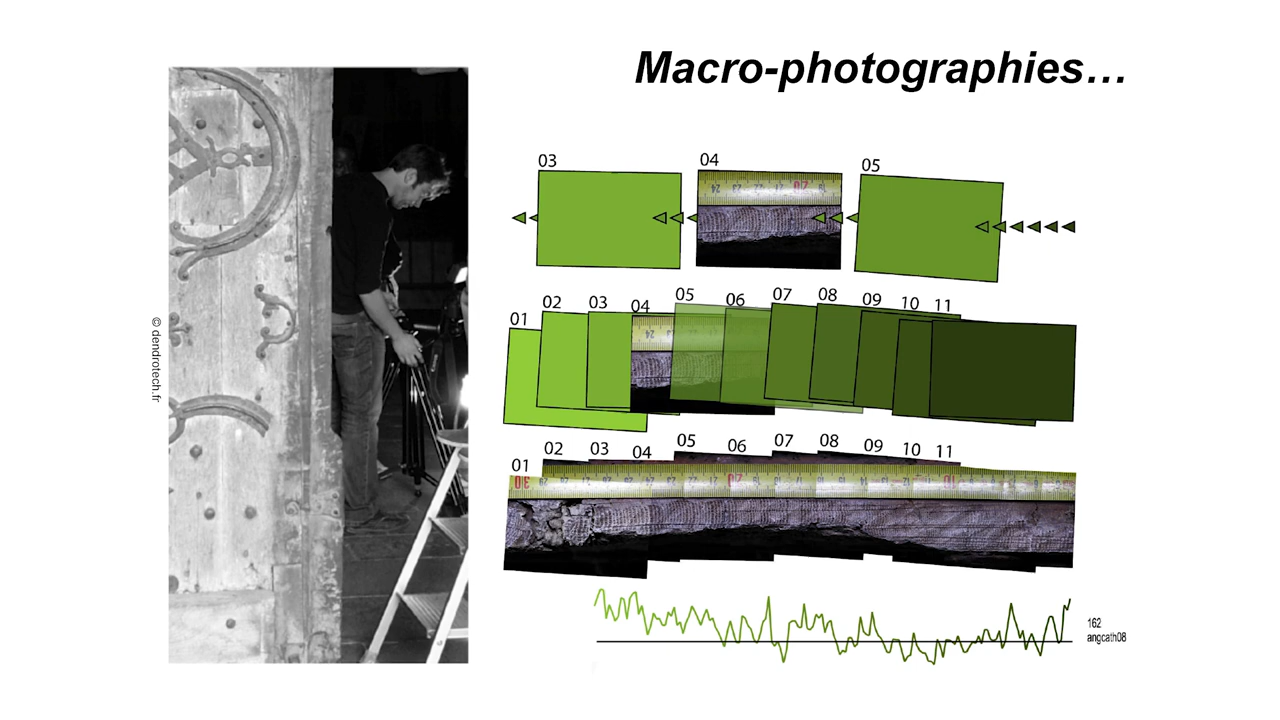 Macro-photographies…
© dendrotech.fr
03 04 05
01 02 03 04 05 06 07 08 09 10 11
01 02 03 04 05 06 07 08 09 10 11
162
angcath08